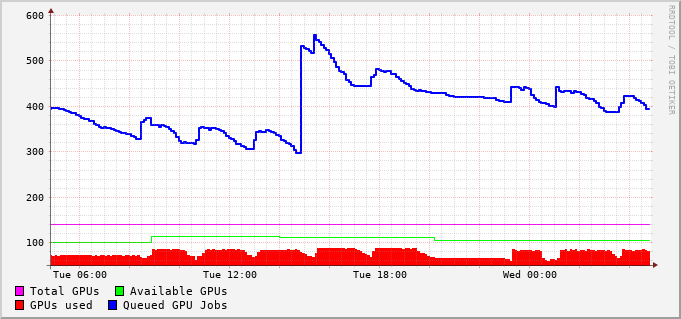 600
500
400
300
200
100
Tue 06:00 Tue 12:00 Tue 18:00 Wed 00:00
Total GPUs Available GPUs
GPUs used Queued GPU Jobs
RRDTOOL / TOBI OETIKER